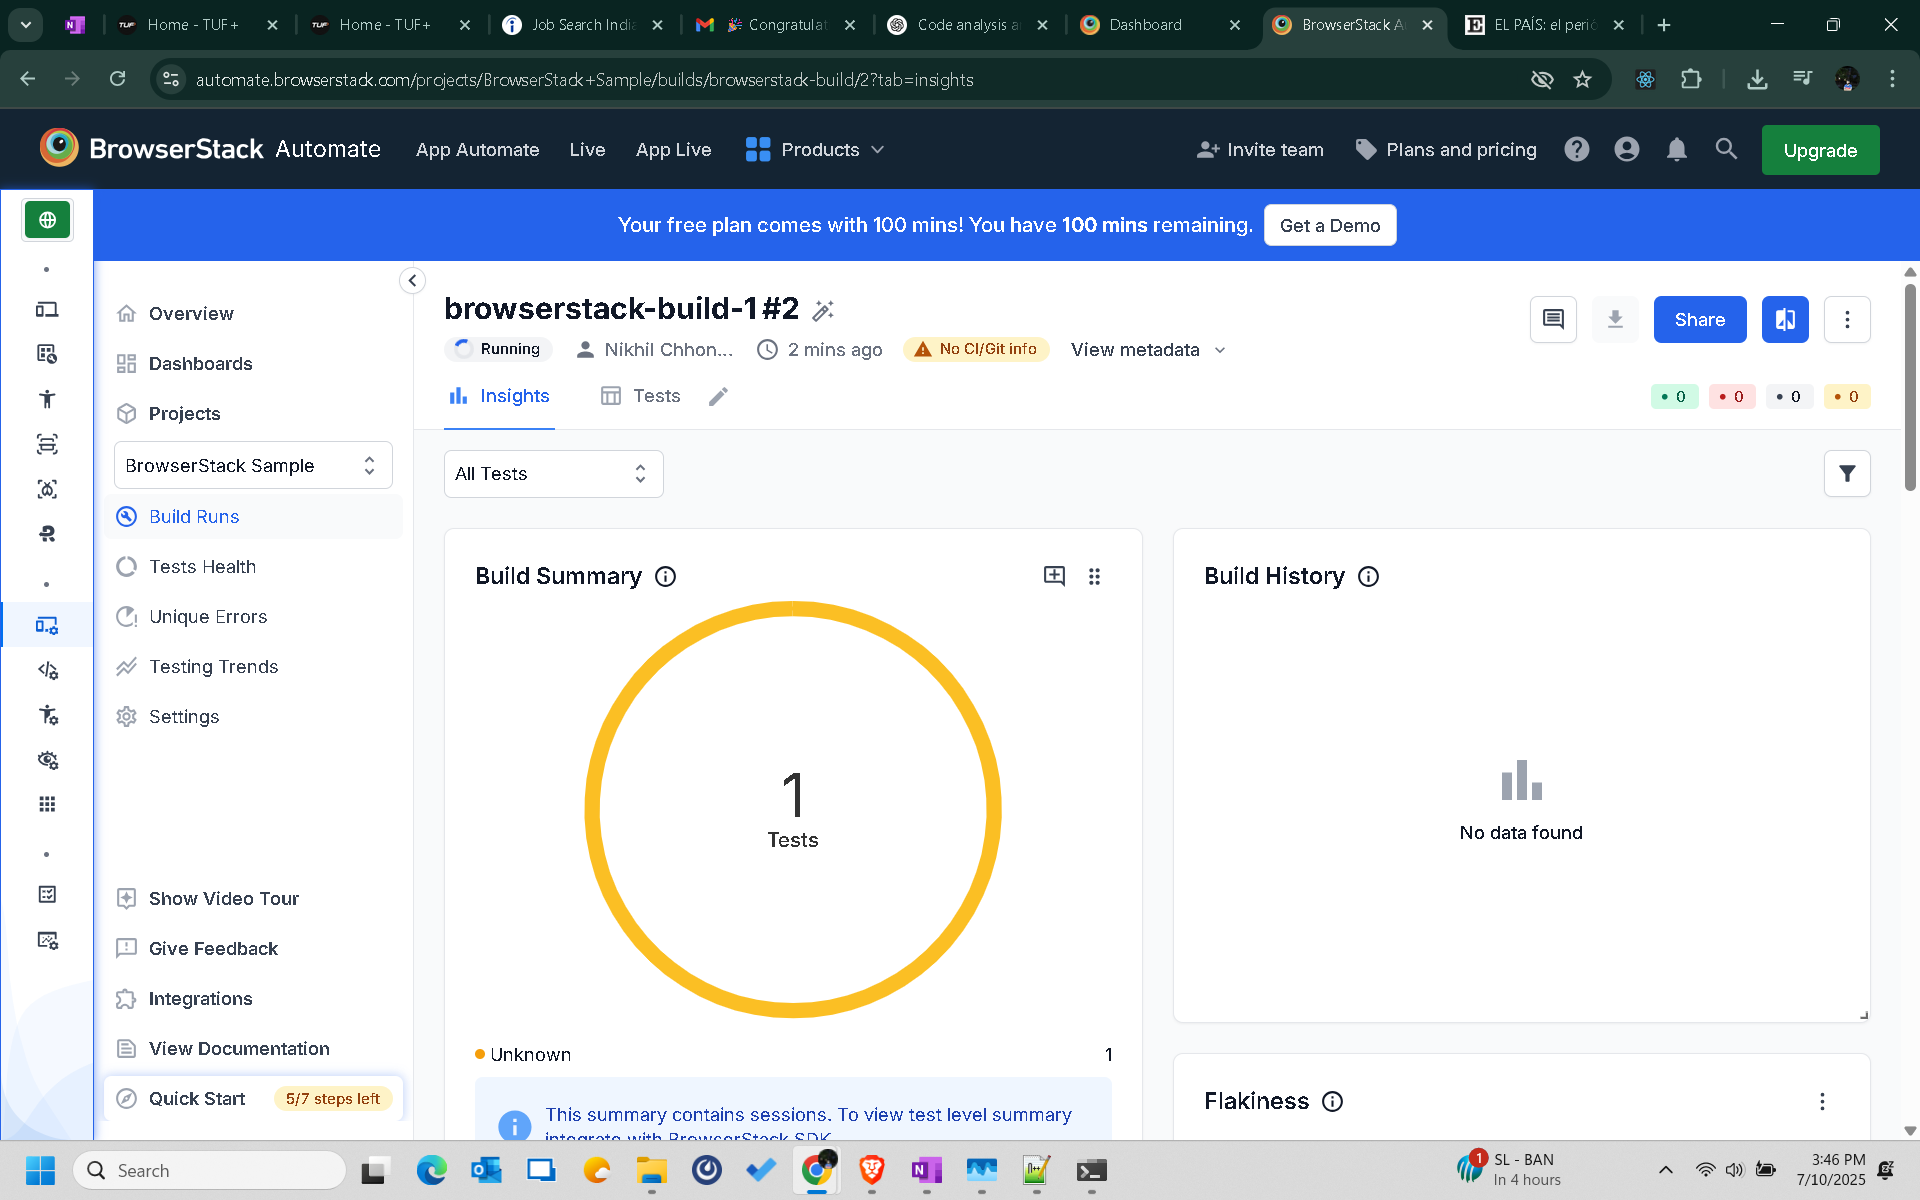 Home - TUF+
Home - TUF+
Job Search India
Congratulat
Code analysis a
Dashboard
BrowserStack A
EL PAÍS: el perió
automate.browserstack.com/projects/BrowserStack+Sample/builds/browserstack-build/2?tab=insights
BrowserStack Automate
App Automate
Live
App Live
Products
Invite team
Plans and pricing
Upgrade
Your free plan comes with 100 mins! You have 100 mins remaining.
Get a Demo
Overview
Dashboards
Projects
BrowserStack Sample
Build Runs
Tests Health
Unique Errors
Testing Trends
Settings
Show Video Tour
Give Feedback
Integrations
View Documentation
Quick Start
5/7 steps left
browserstack-build-1 #2
Share
Running
Nikhil Chhon...
2 mins ago
No CI/Git info
View metadata
Insights
Tests
0
0
0
0
All Tests
Build Summary
1
Tests
Unknown
1
This summary contains sessions. To view test level summary
integrate with BrowserStack SDK
Build History
No data found
Flakiness
Search
1
SL - BAN
In 4 hours
3:46 PM
7/10/2025